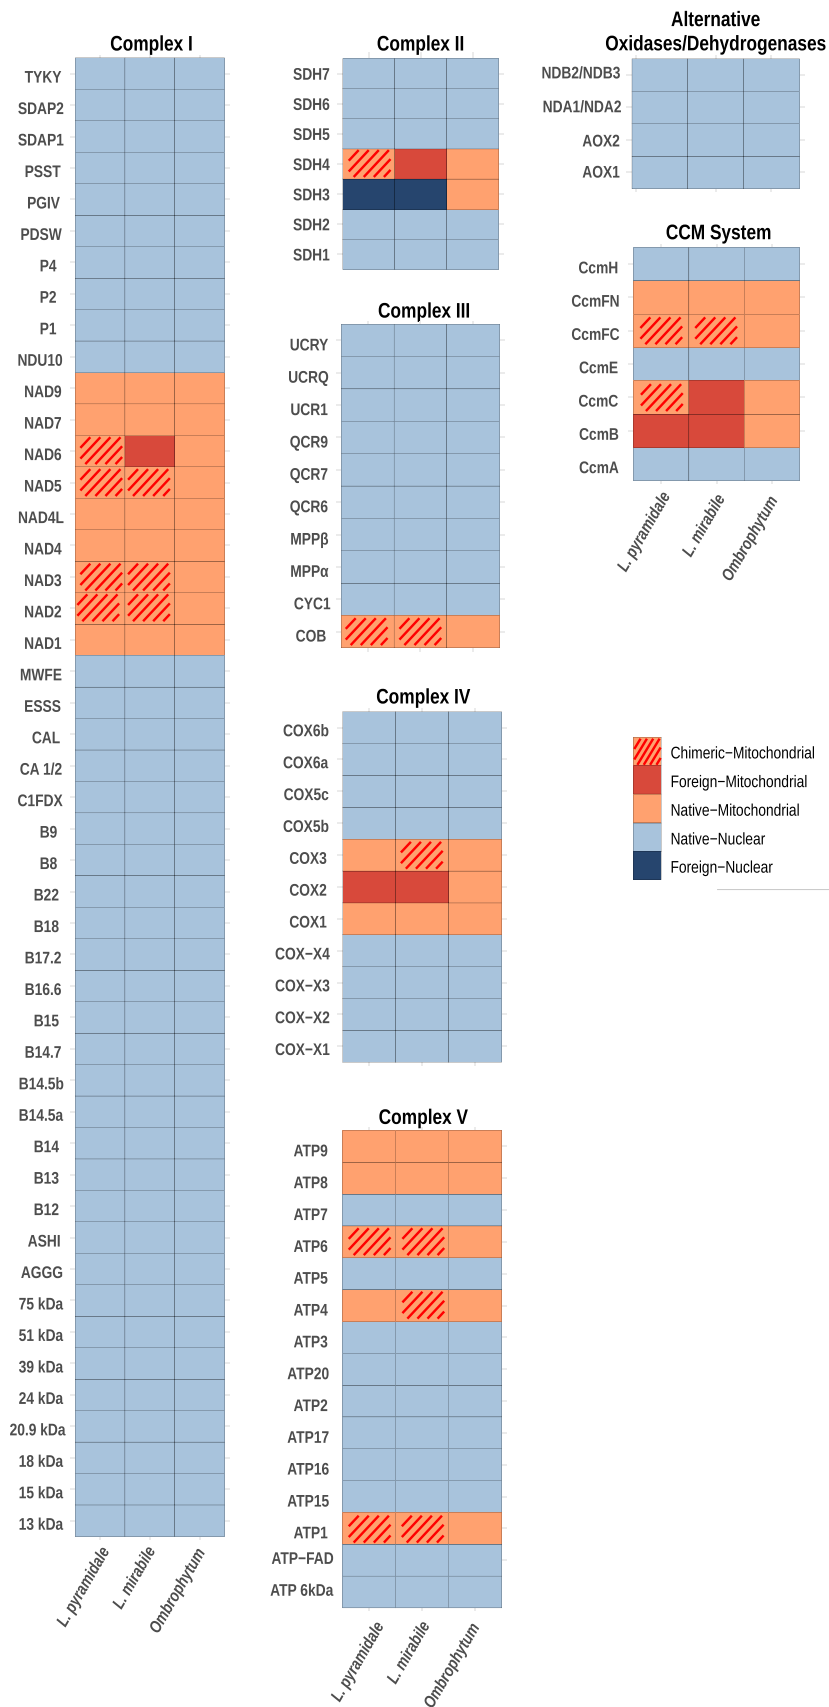 Complex I
TYKY
SDAP2
SDAP1
PSST
PGIV
PDSW
P4
P2
P1
NDU10
NAD9
NAD7
NAD6
NAD5
NAD4L
NAD4
NAD3
NAD2
NAD1
MWFE
ESSS
CAL
CA 1/2
C1FDX
B9
B8
B22
B18
B17.2
B16.6
B15
B14.7
B14.5b
B14.5a
B14
B13
B12
ASHI
AGGG
75 kDa
51 kDa
39 kDa
24 kDa
20.9 kDa
18 kDa
15 kDa
13 kDa
L. pyramidale
L. mirabile
Ombrophytum
Complex II
SDH7
SDH6
SDH5
SDH4
SDH3
SDH2
SDH1
Complex III
UCRY
UCRQ
UCR1
QCR9
QCR7
QCR6
MPPβ
MPPα
CYC1
COB
Complex IV
COX6b
COX6a
COX5c
COX5b
COX3
COX2
COX1
COX−X4
COX−X3
COX−X2
COX−X1
Complex V
ATP9
ATP8
ATP7
ATP6
ATP5
ATP4
ATP3
ATP20
ATP2
ATP17
ATP16
ATP15
ATP1
ATP−FAD
ATP 6kDa
L. pyramidale
L. mirabile
Ombrophytum
Alternative
Oxidases/Dehydrogenases
NDB2/NDB3
NDA1/NDA2
AOX2
AOX1
CCM System
CcmH
CcmFN
CcmFC
CcmE
CcmC
CcmB
CcmA
L. pyramidale
L. mirabile
Ombrophytum
Chimeric−Mitochondrial
Foreign−Mitochondrial
Native−Mitochondrial
Native−Nuclear
Foreign−Nuclear